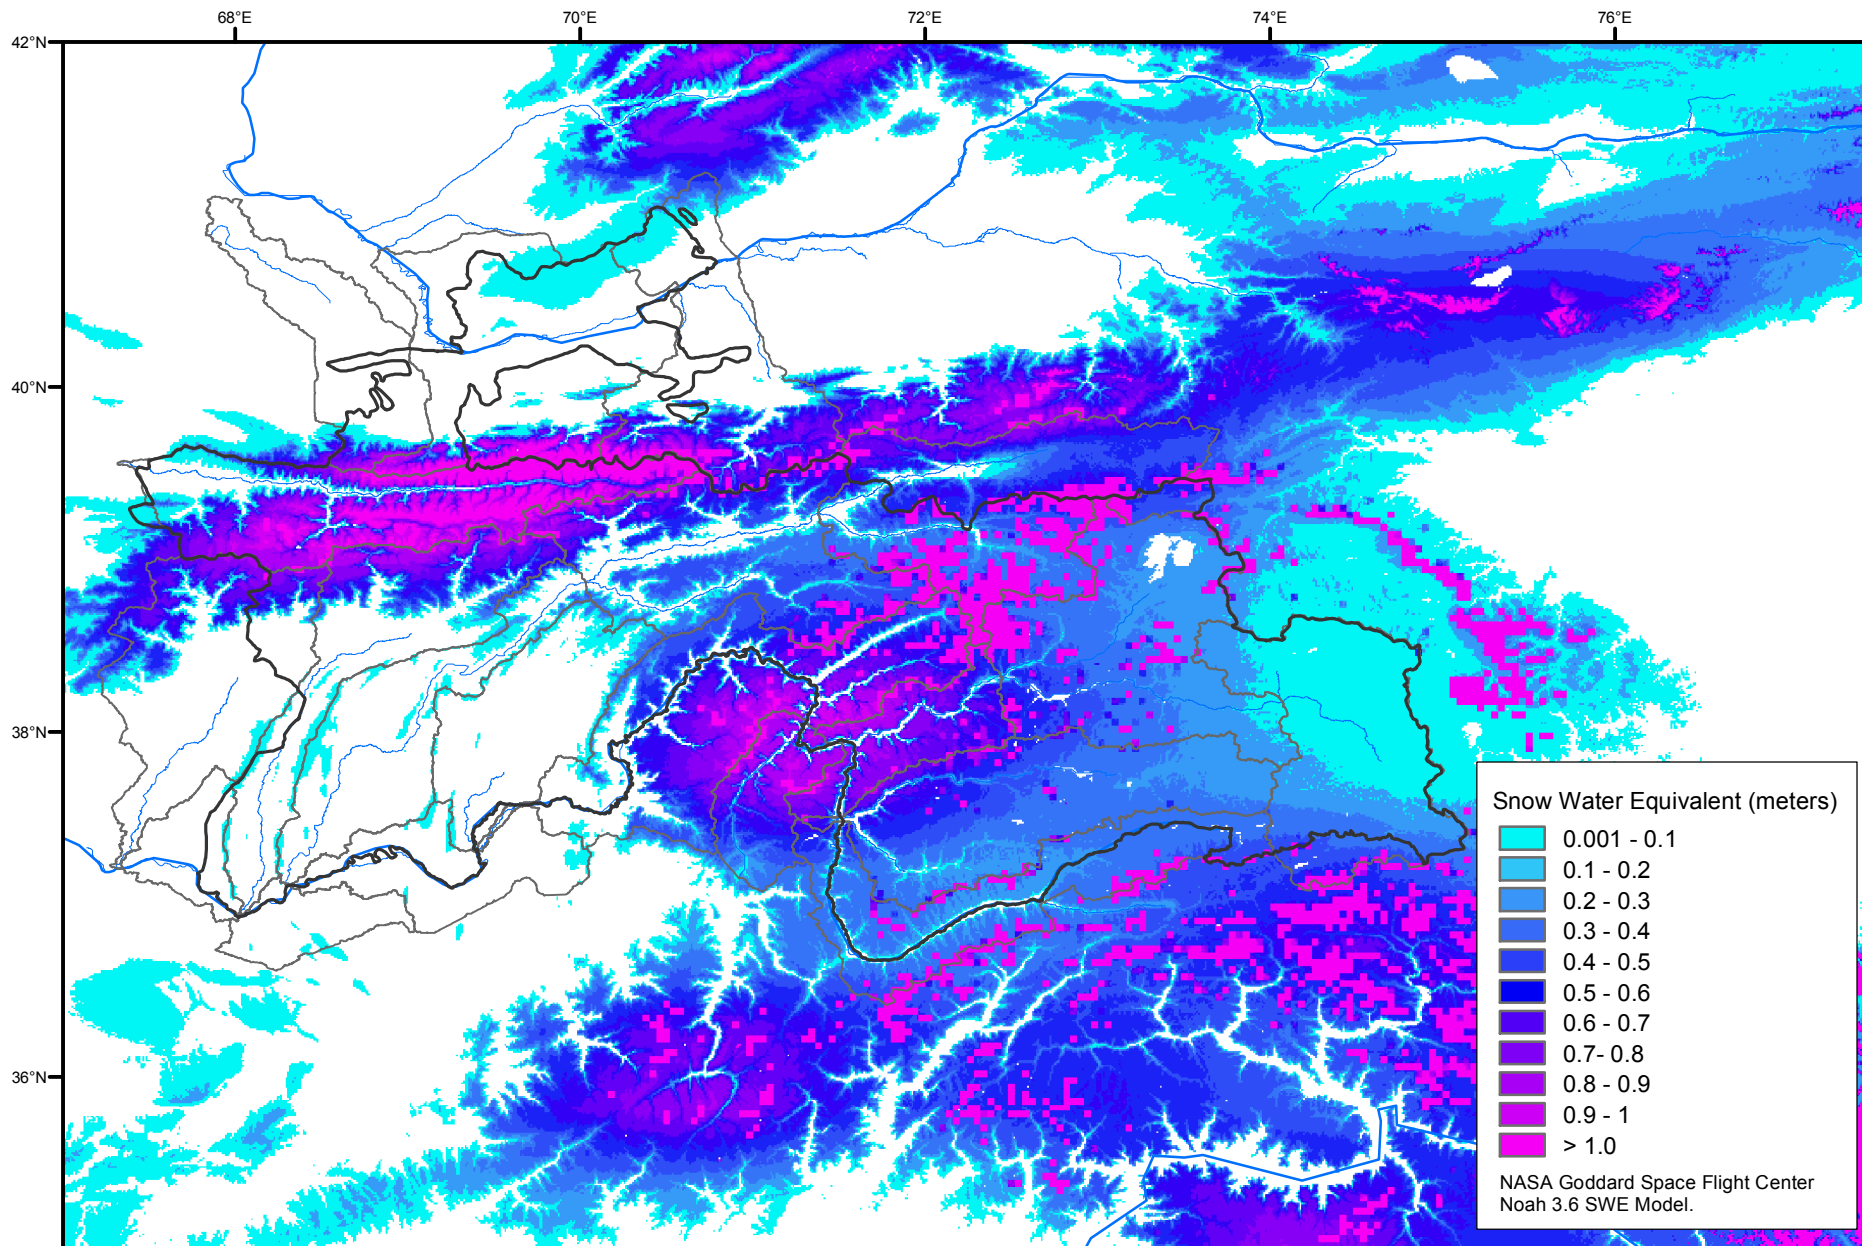 68°E
70°E
72°E
74°E
76°E
42°N
40°N
38°N
36°N
Snow Water Equivalent (meters)
0.001 - 0.1
0.1 - 0.2
0.2 - 0.3
0.3 - 0.4
0.4 - 0.5
0.5 - 0.6
0.6 - 0.7
0.7- 0.8
0.8 - 0.9
0.9 - 1
> 1.0
NASA Goddard Space Flight Center
Noah 3.6 SWE Model.